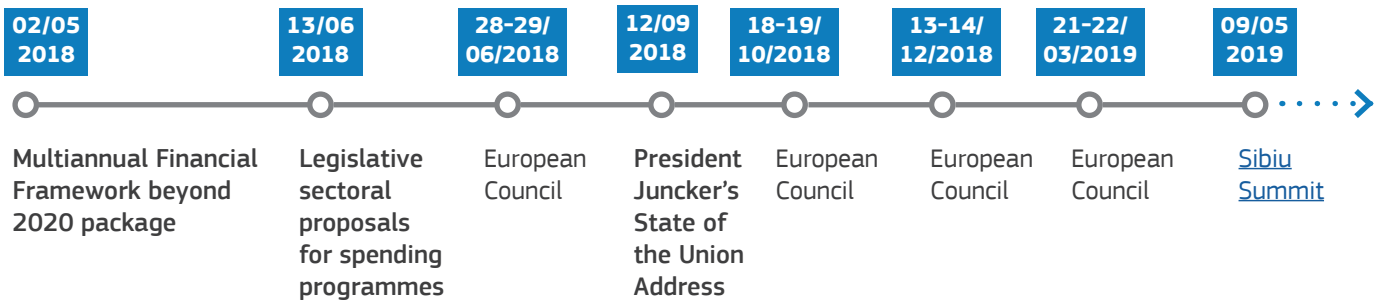 02/05
2018
13/06
2018
28-29/
06/2018
12/09
2018
18-19/
10/2018
13-14/
12/2018
21-22/
03/2019
09/05
2019
Multiannual Financial
Framework beyond
2020 package
Legislative
sectoral
proposals
for spending
programmes
European
Council
President
Juncker's
State of
the Union
Address
European
Council
European
Council
European
Council
Sibiu
Summit